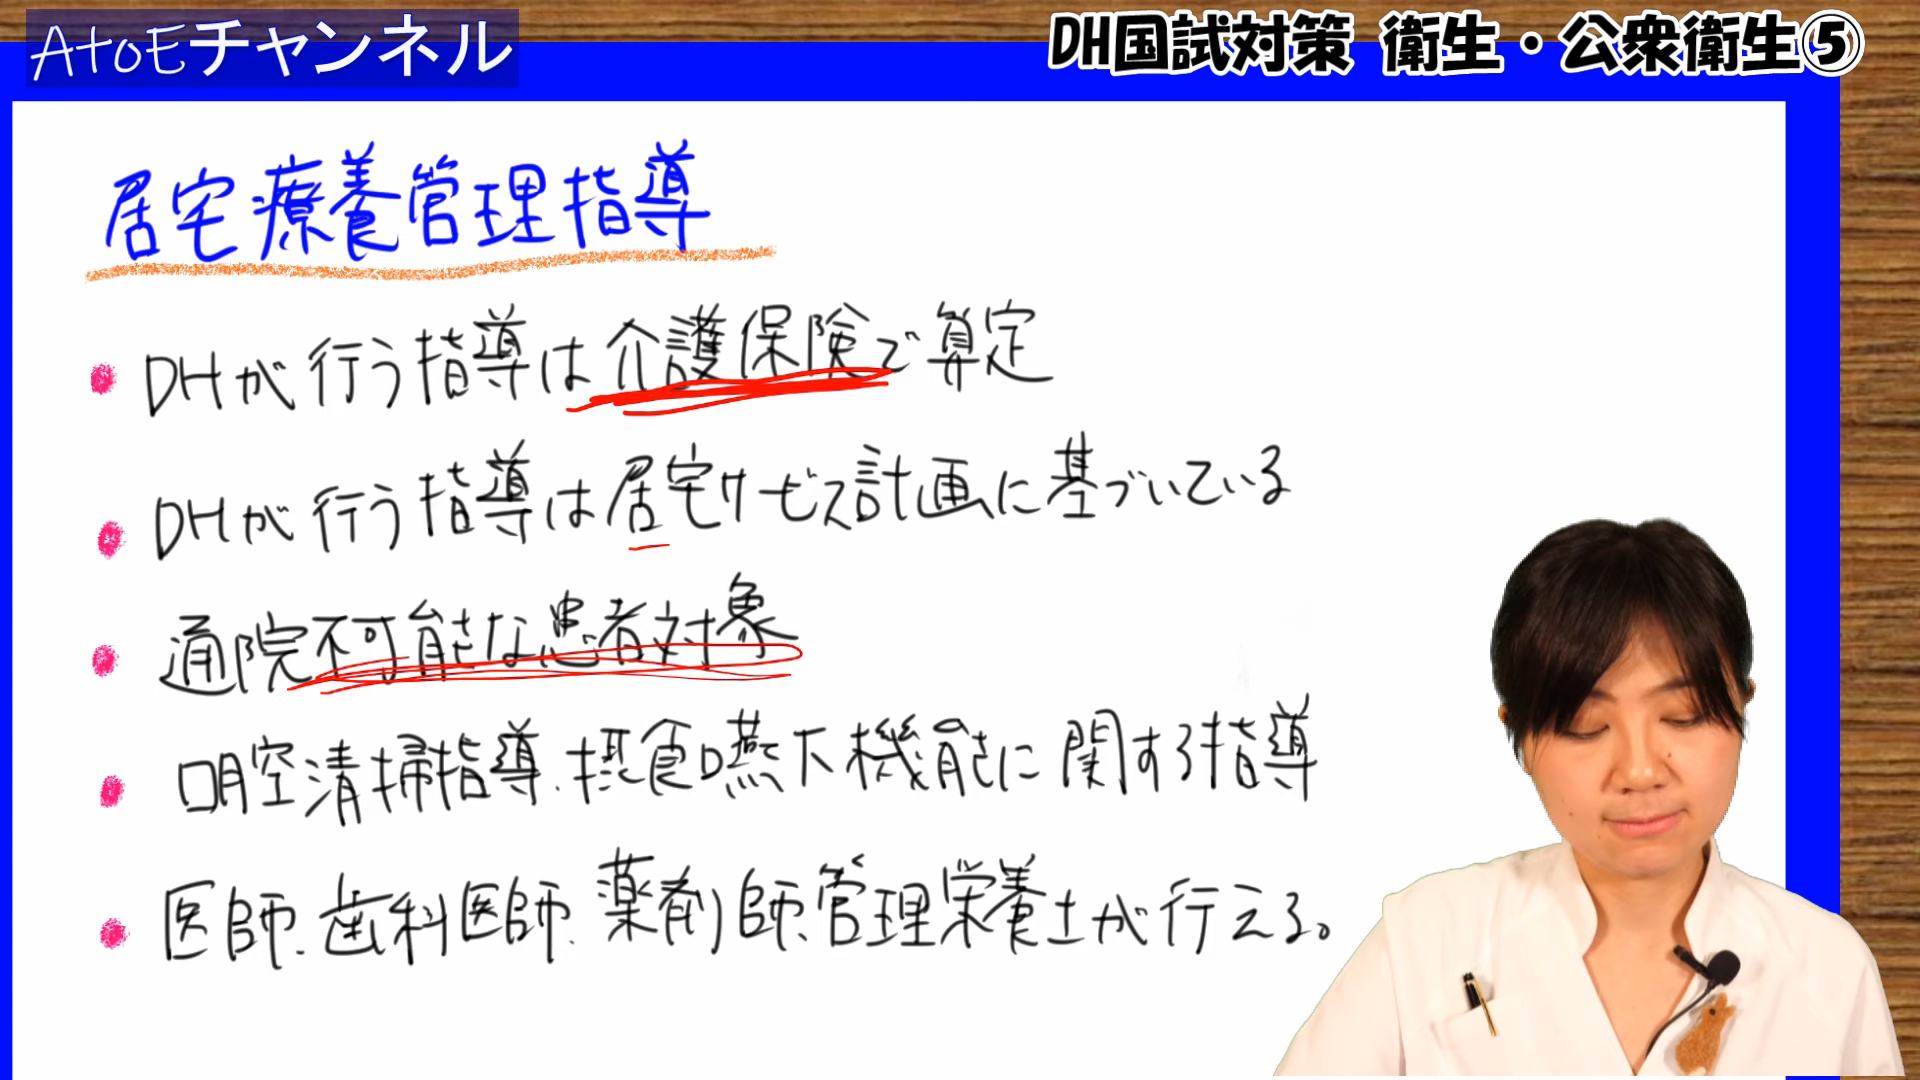 AtoEチャンネル
DH国試対策 衛生・公衆衛生⑤
居宅療養管理指導
DHが行う指導は介護保険で算定
DHが行う指導は居宅サービス計画に基づいている
通院不可能な患者対象
口腔清掃指導.摂食嚥下機能に関する指導
医師.歯科医師.薬剤師.管理栄養士が行える。